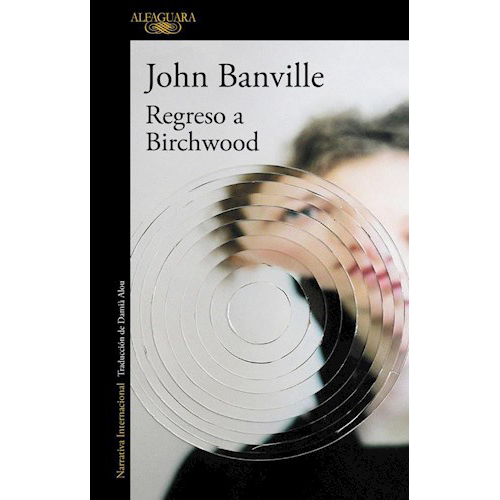 ALFAGUARA
John Banville
Regreso a
Birchwood
Narrativa Internacional Traducción de Damià Alou